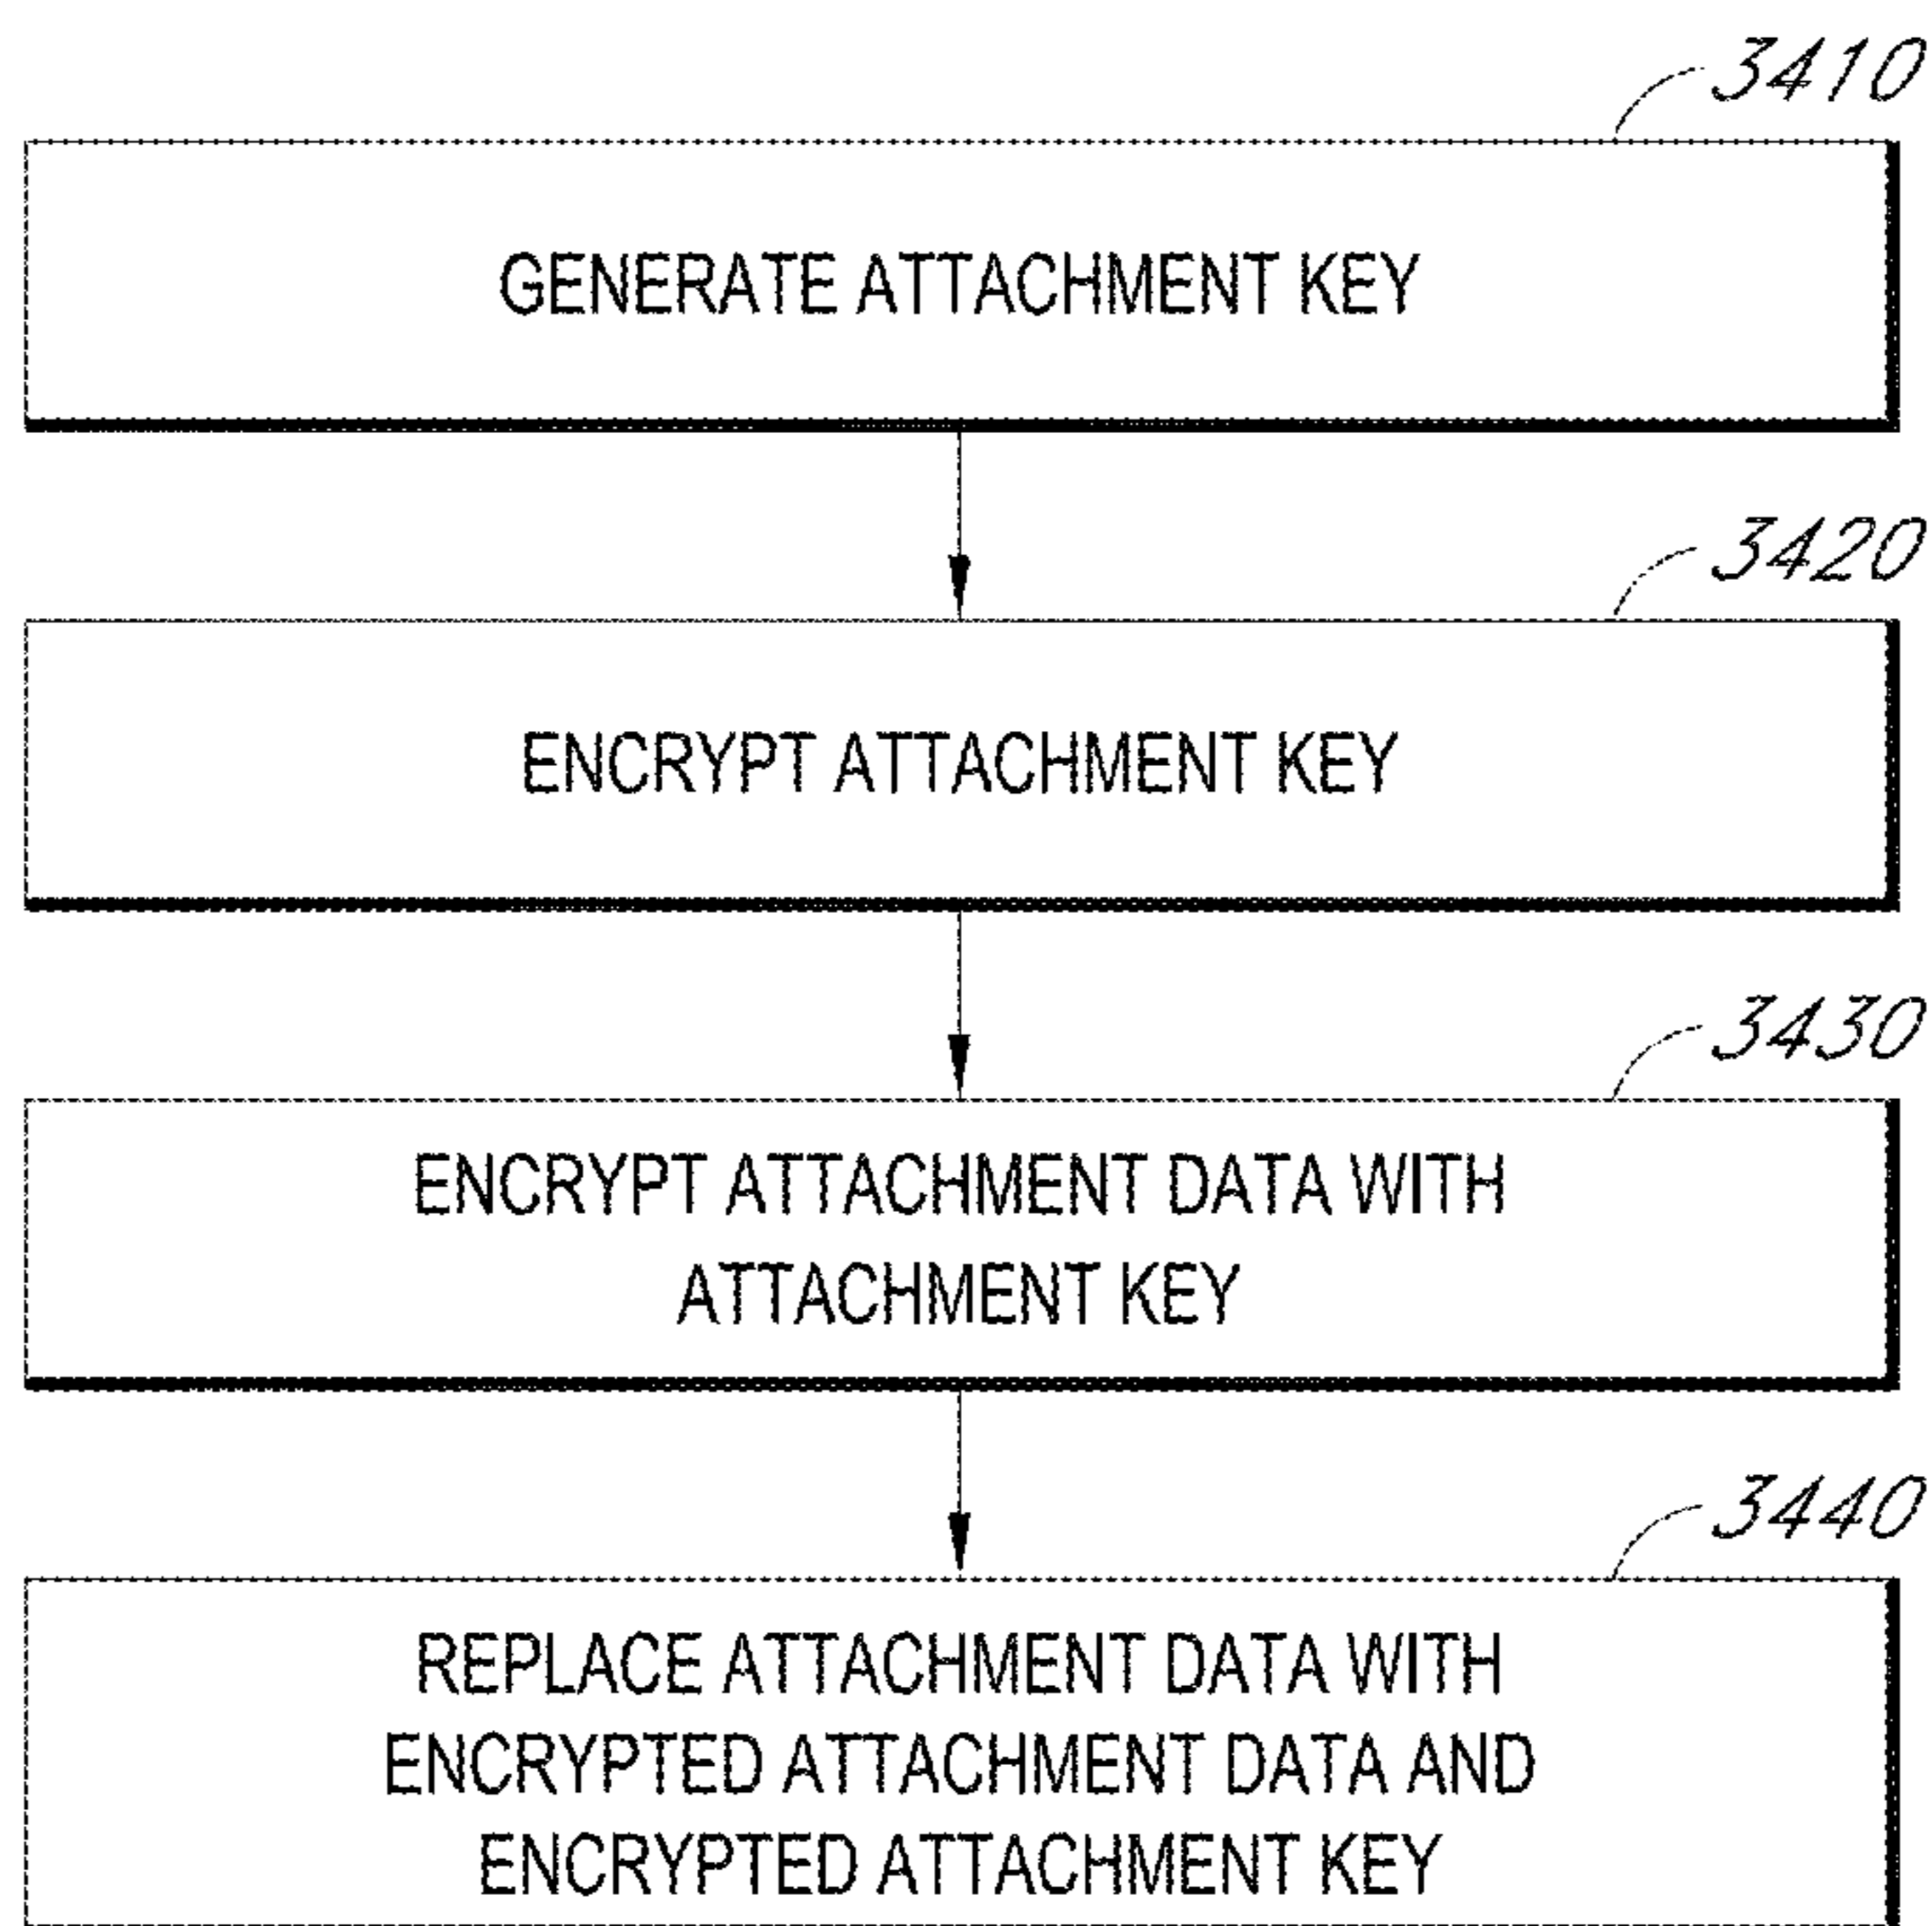 3410
GENERATE ATTACHMENT KEY
3420
ENCRYPT ATTACHMENT KEY
3430
ENCRYPT ATTACHMENT DATA WITH
ATTACHMENT KEY
3440
REPLACE ATTACHMENT DATA WITH
ENCRYPTED ATTACHMENT DATA AND
ENCRYPTED ATTACHMENT KEY